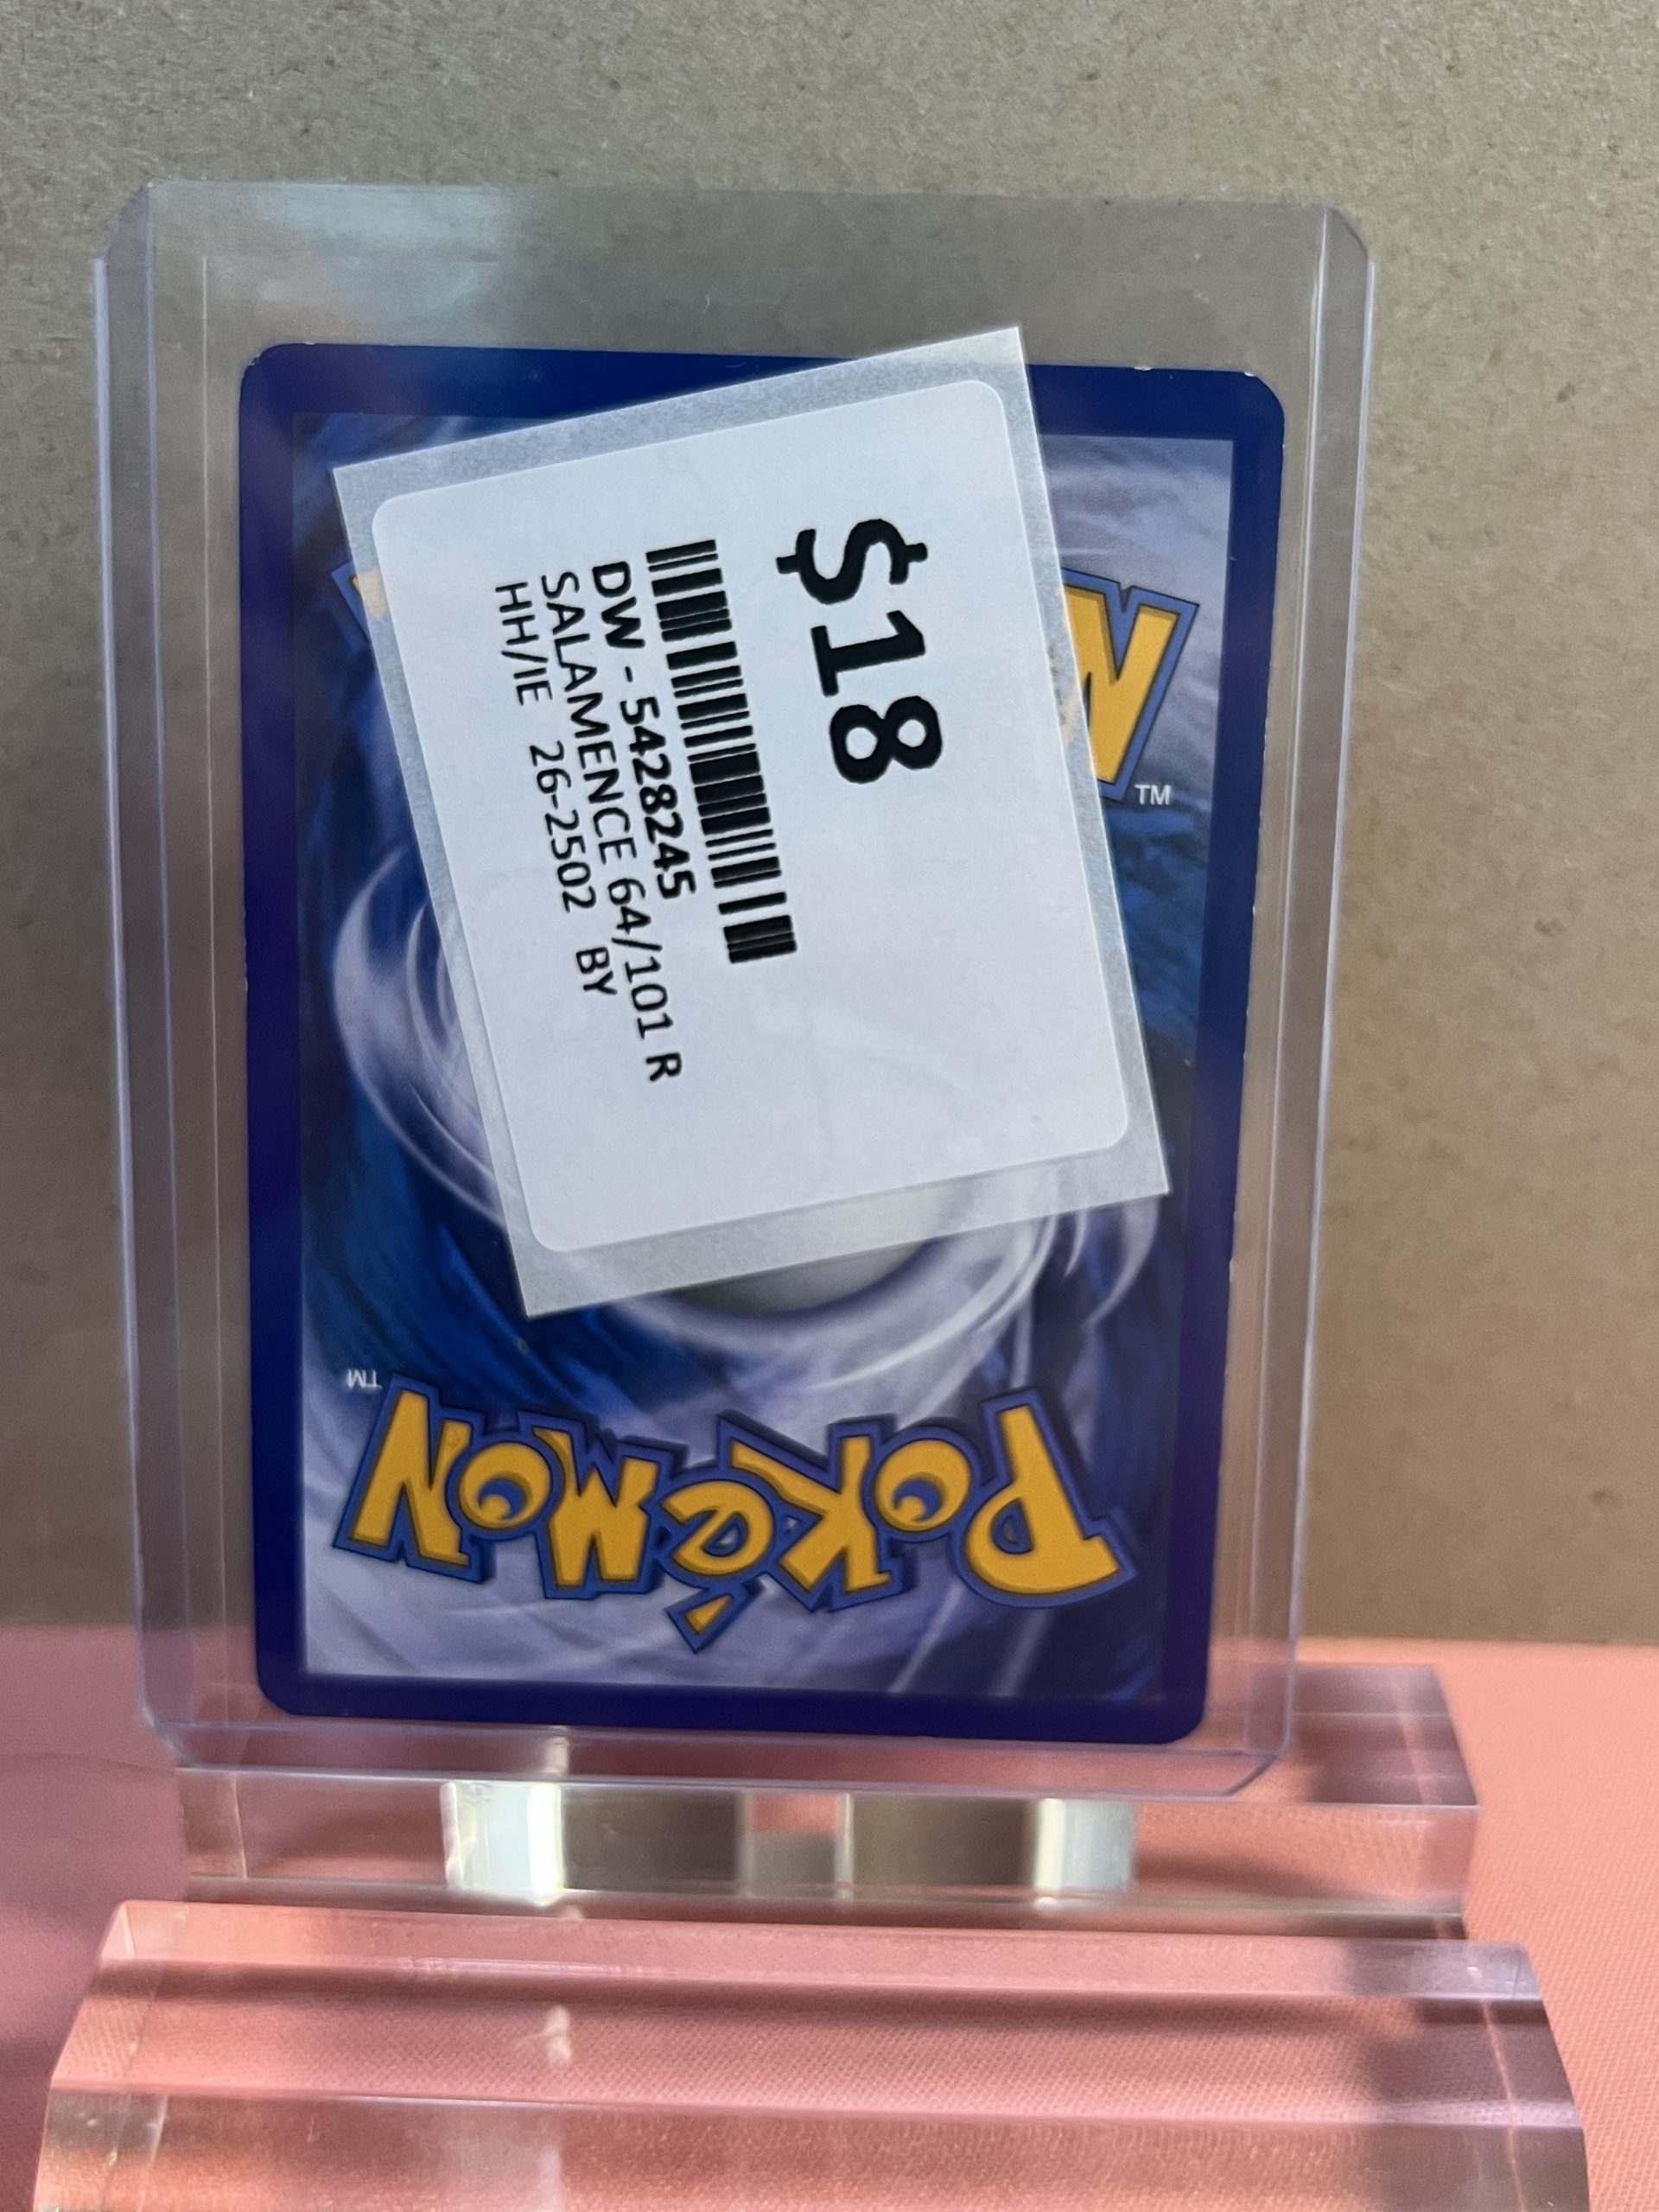 $18
DW - 5428245
SALAMENCE 64/101 R
HH/IE 26-2502 BY
N
TM
POKéMON
TM